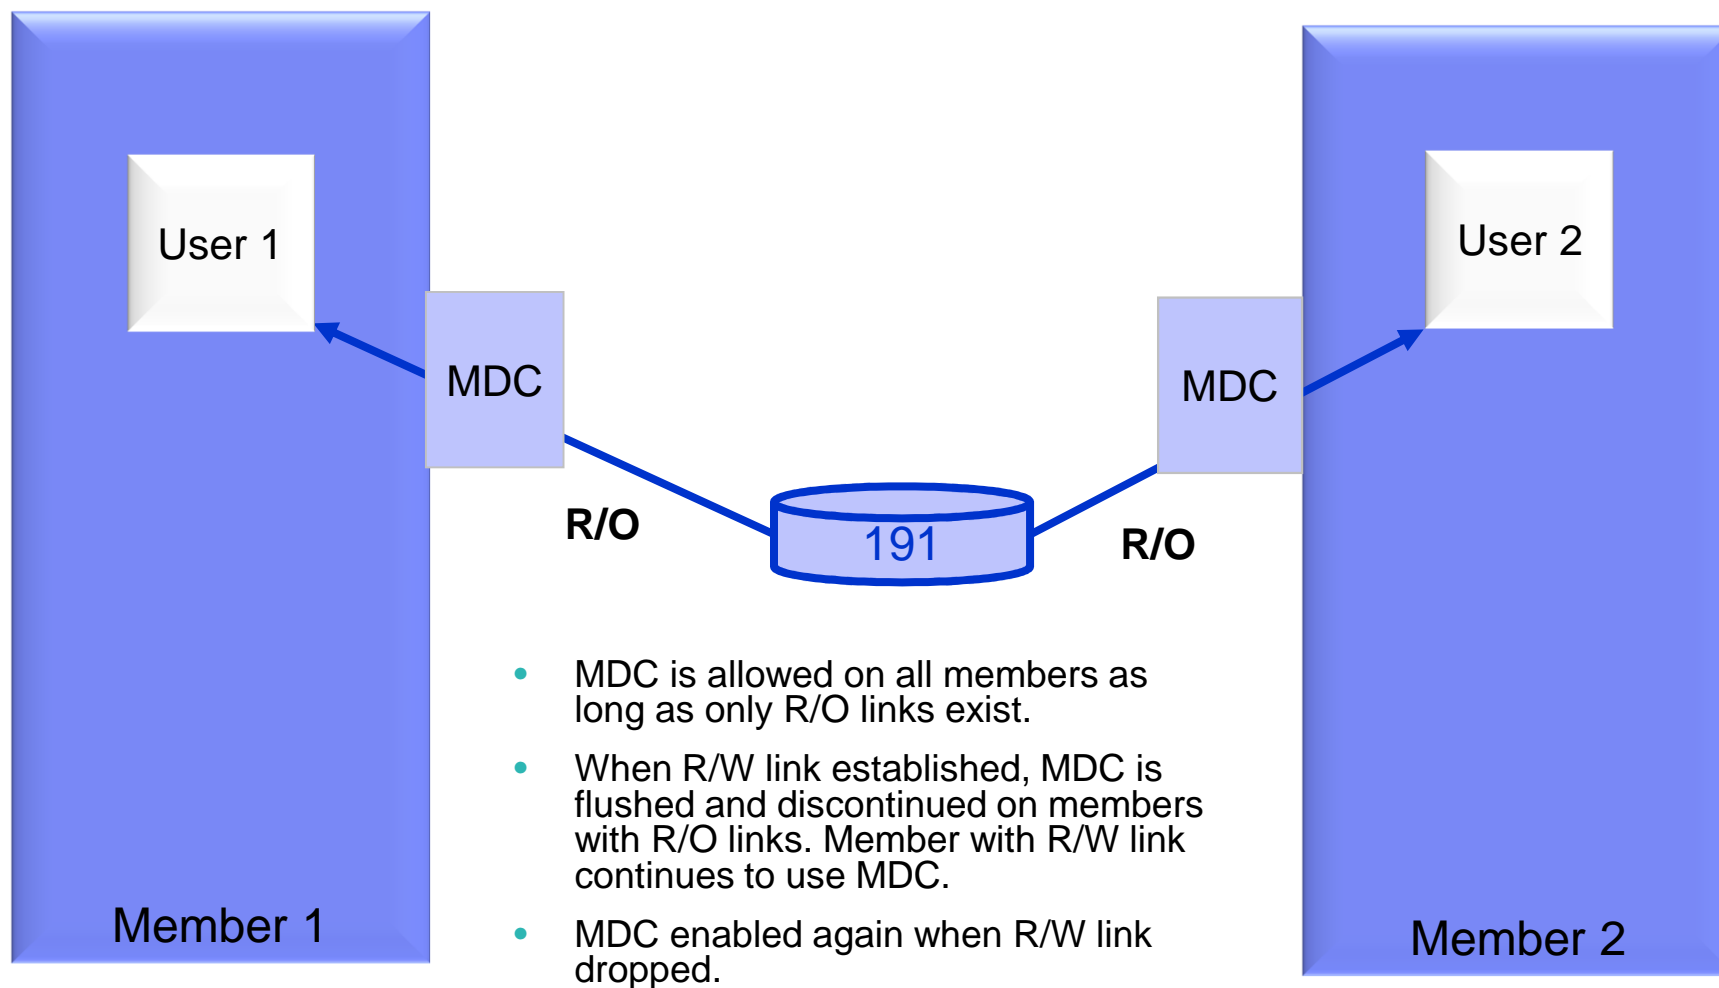 User 1
User 2
MDC
MDC
R/O
191
R/O
• MDC is allowed on all members as
long as only R/O links exist.
• When R/W link established, MDC is
flushed and discontinued on members
with R/O links. Member with R/W link
continues to use MDC.
• MDC enabled again when R/W link
dropped.
Member 1
Member 2